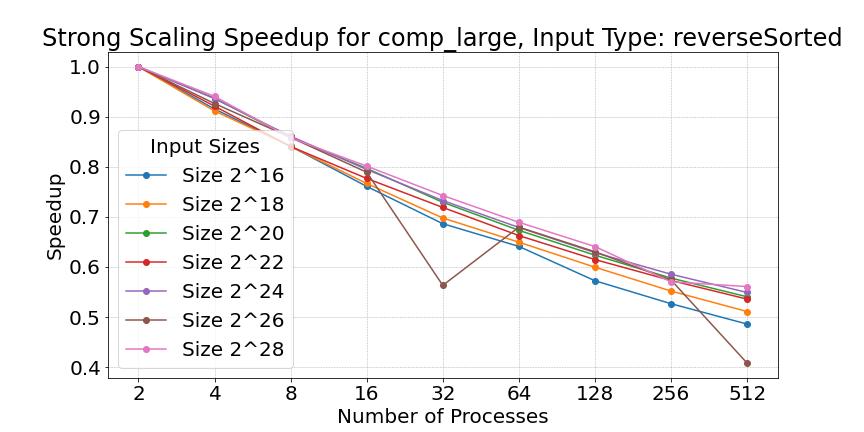 Strong Scaling Speedup for comp_large, Input Type: reverseSorted
1.0
0.9
0.8
0.7
0.6
0.5
0.4
Speedup
Input Sizes
Size 2^16
Size 2^18
Size 2^20
Size 2^22
Size 2^24
Size 2^26
Size 2^28
2 4 8 16 32 64 128 256 512
Number of Processes